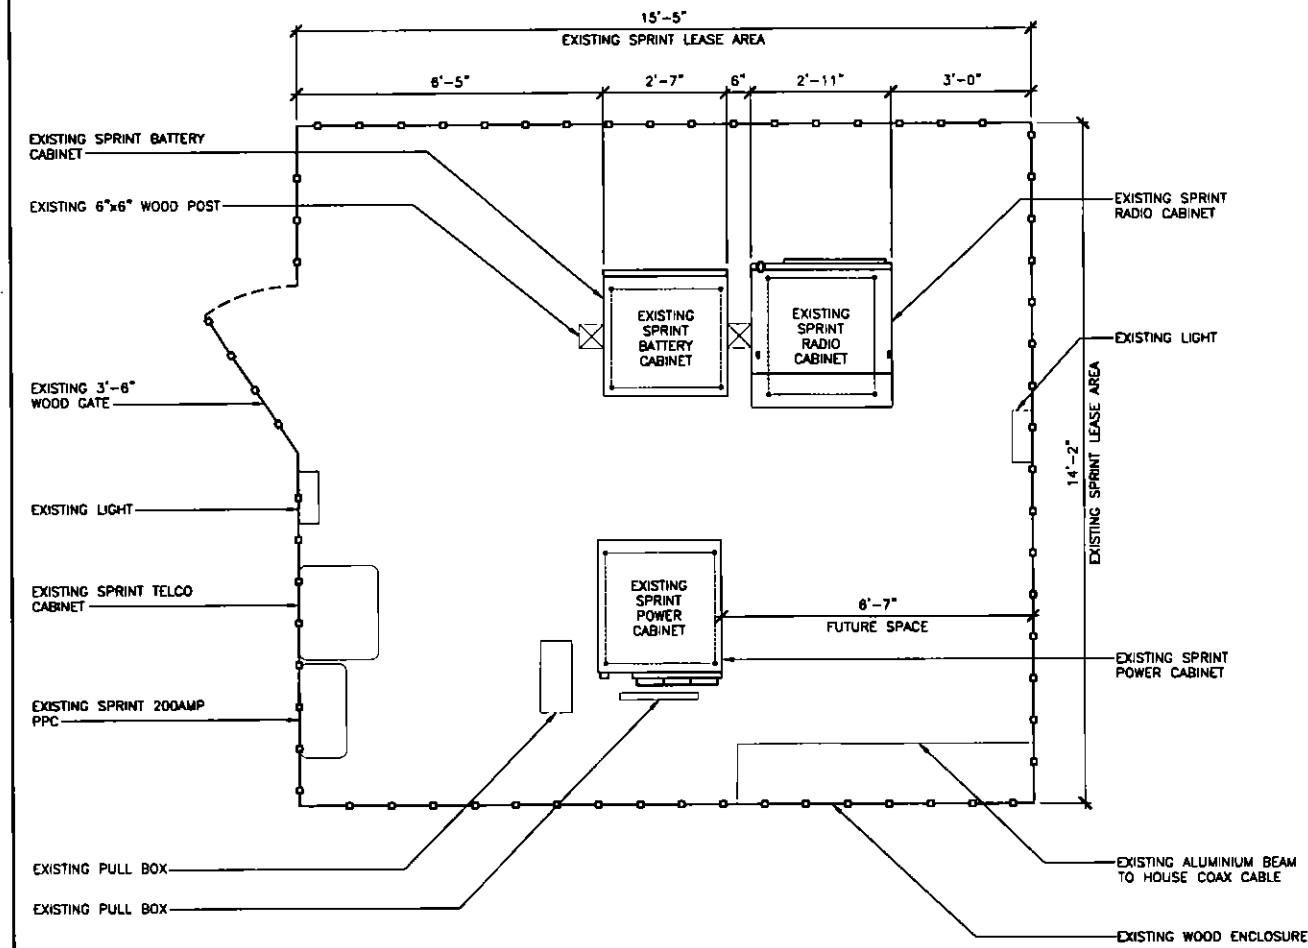 15'-5"
EXISTING SPRINT LEASE AREA
6'-5"
2'-7"
6"
2'-11"
3'-0"
EXISTING SPRINT BATTERY
CABINET
EXISTING 6"x6" WOOD POST
EXISTING 3'-6"
WOOD GATE
EXISTING LIGHT
EXISTING SPRINT TELCO
CABINET
EXISTING SPRINT 200AMP
PPC
EXISTING PULL BOX
EXISTING PULL BOX
EXISTING
SPRINT
BATTERY
CABINET
EXISTING
SPRINT
RADIO
CABINET
EXISTING
SPRINT
POWER
CABINET
6'-7"
FUTURE SPACE
14'-2"
EXISTING SPRINT LEASE AREA
EXISTING SPRINT
RADIO CABINET
EXISTING LIGHT
EXISTING SPRINT
POWER CABINET
EXISTING ALUMINIUM BEAM
TO HOUSE COAX CABLE
EXISTING WOOD ENCLOSURE